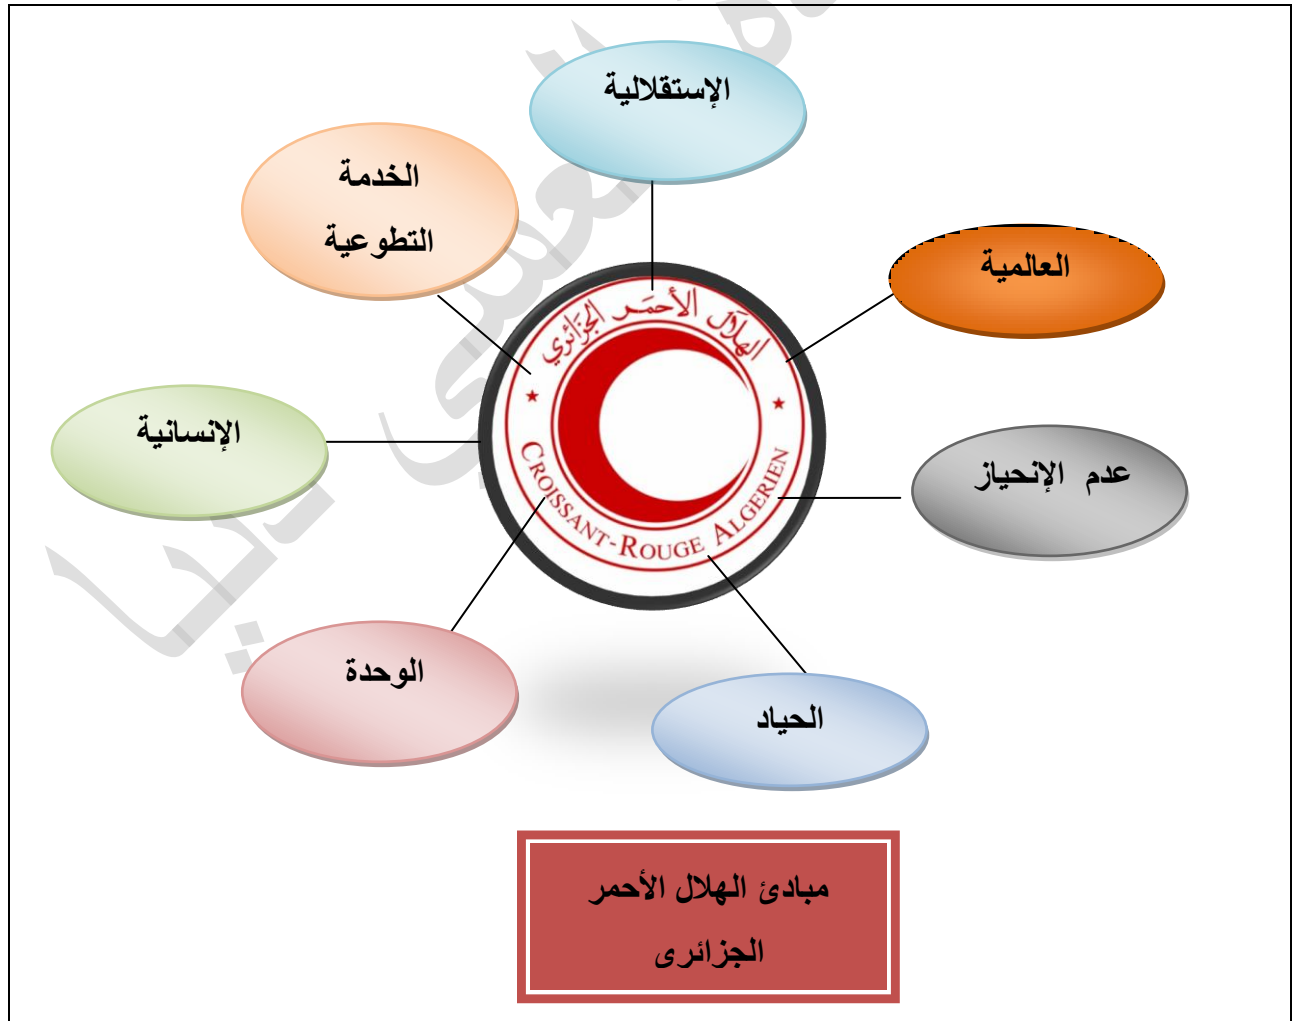 الإستقلالية
الخدمة
التطوعية
العالمية
الهلال الأحمر الجزائري
الإنسانية
عدم الإنحياز
CROISSANT-ROUGE ALGERIEN
الوحدة
الحياد
مبادئ الهلال الأحمر
الجزائرى